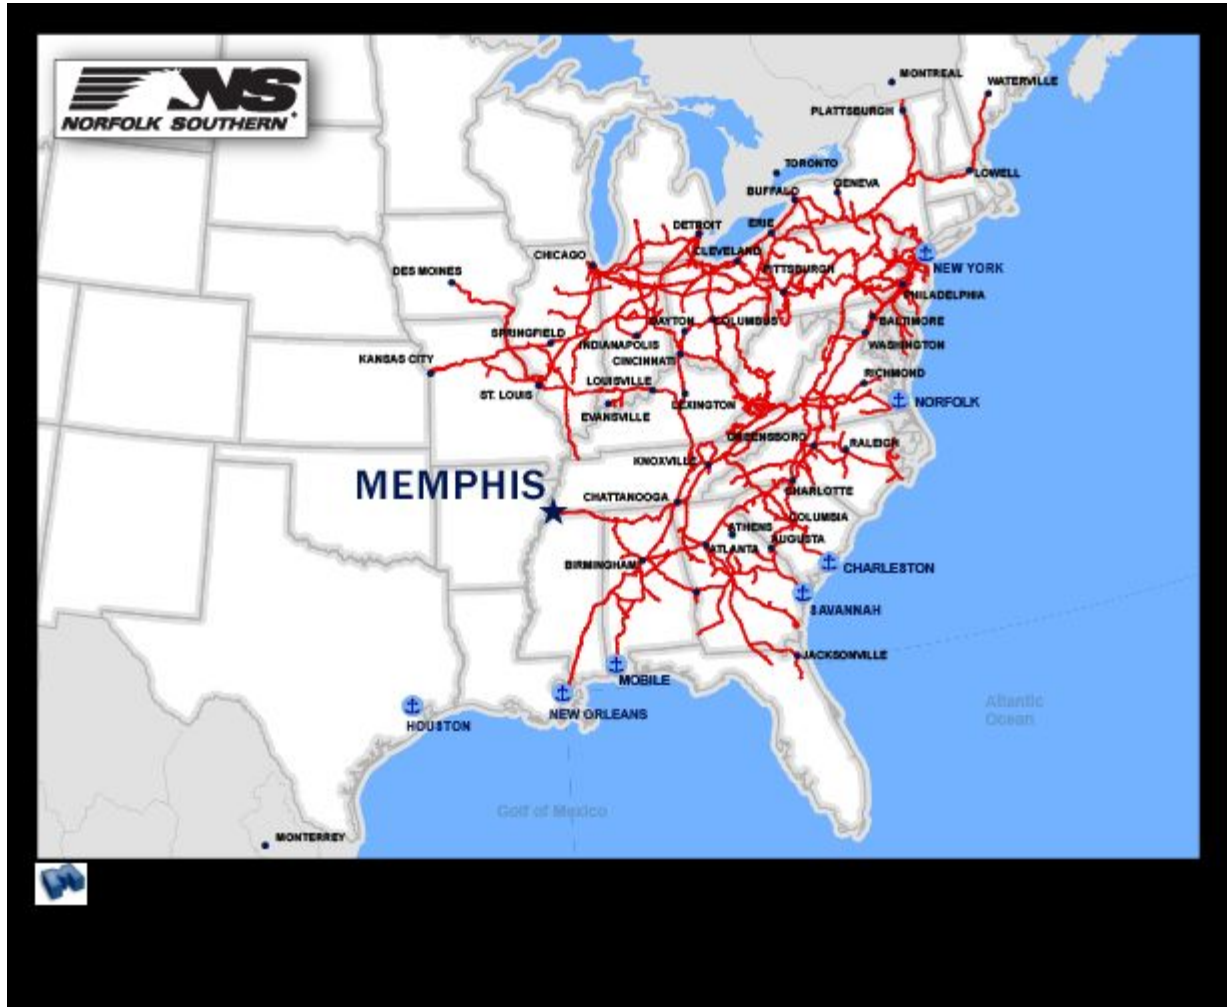 NS
NORFOLK SOUTHERN
MONTREAL
WATERVILLE
PLATTSBURGH
TORONTO
LOWELL
BUFFALO
GENEVA
DETROIT
ERIE
CHICAGO
CLEVELAND
PITTSBURGH
NEW YORK
DES MOINES
PHILADELPHIA
DAYTON
COLUMBUS
BALTIMORE
SPRINGFIELD
INDIANAPOLIS
WASHINGTON
KANSAS CITY
CINCINNATI
RICHMOND
LOUISVILLE
ST. LOUIS
LEXINGTON
NORFOLK
EVANSVILLE
GREENSBORO
RALEIGH
KNOXVILLE
MEMPHIS
CHARLOTTE
CHATTANOOGA
COLUMBIA
ATHENS
AUGUSTA
ATLANTA
BIRMINGHAM
CHARLESTON
SAVANNAH
JACKSONVILLE
MOBILE
NEW ORLEANS
HOUSTON
Atlantic
Ocean
Golf of Mexico
MONTERREY